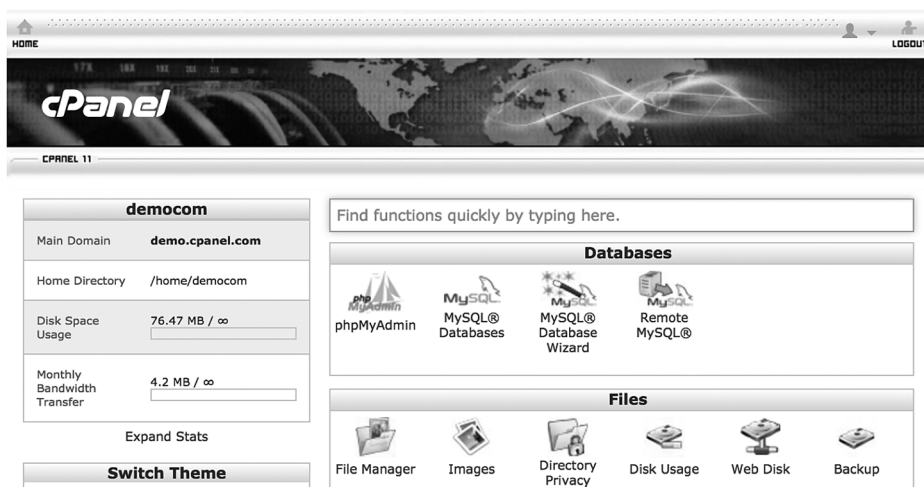 HOME
LOGOUT
cPanel
CPANEL 11
democom
Main Domain demo.cpanel.com
Home Directory /home/democom
Disk Space Usage 76.47 MB / ∞
Monthly Bandwidth Transfer 4.2 MB / ∞
Expand Stats
Switch Theme
Find functions quickly by typing here.
Databases
phpMyAdmin
MySQL® Databases
MySQL® Database Wizard
Remote MySQL®
Files
File Manager
Images
Directory Privacy
Disk Usage
Web Disk
Backup